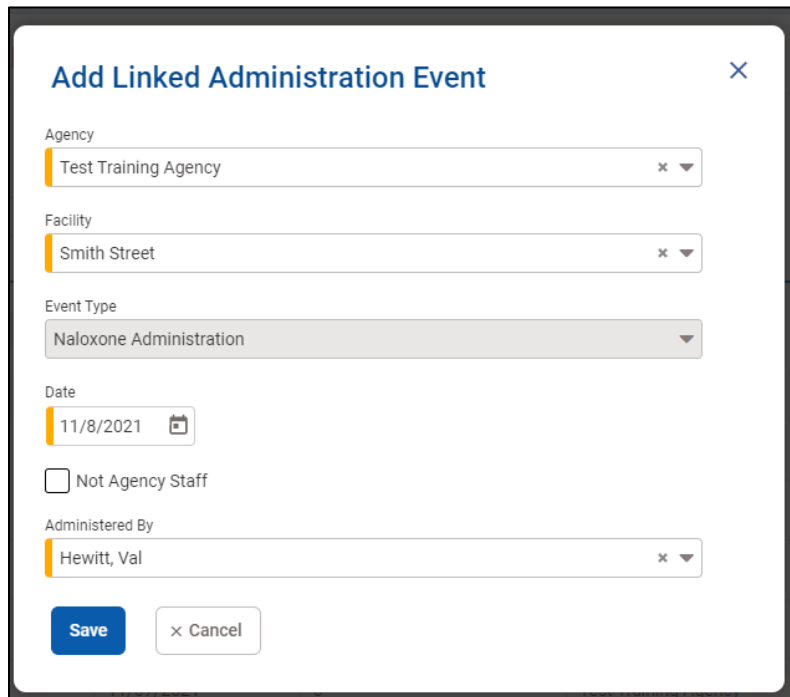 Add Linked Administration Event
Agency
Test Training Agency
Facility
Smith Street
Event Type
Naloxone Administration
Date
11/8/2021
Not Agency Staff
Administered By
Hewitt, Val
Save
× Cancel